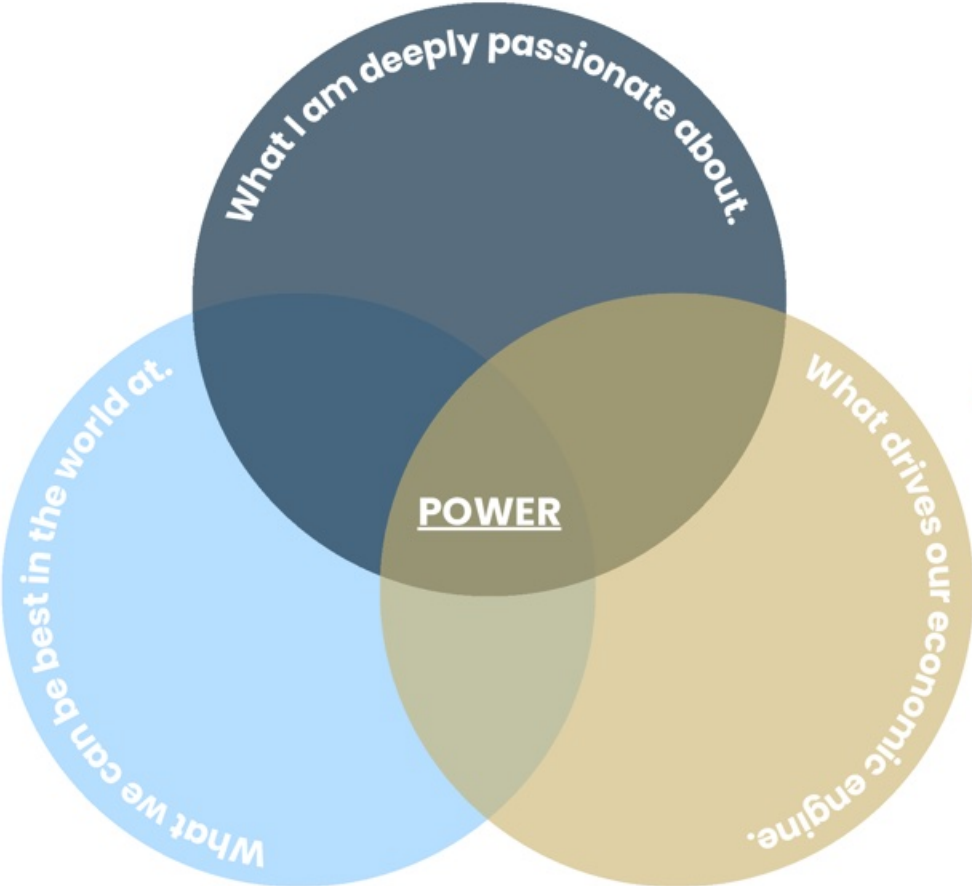 What I am deeply passionate about.
What we can be best in the world at.
What drives our economic engine.
POWER